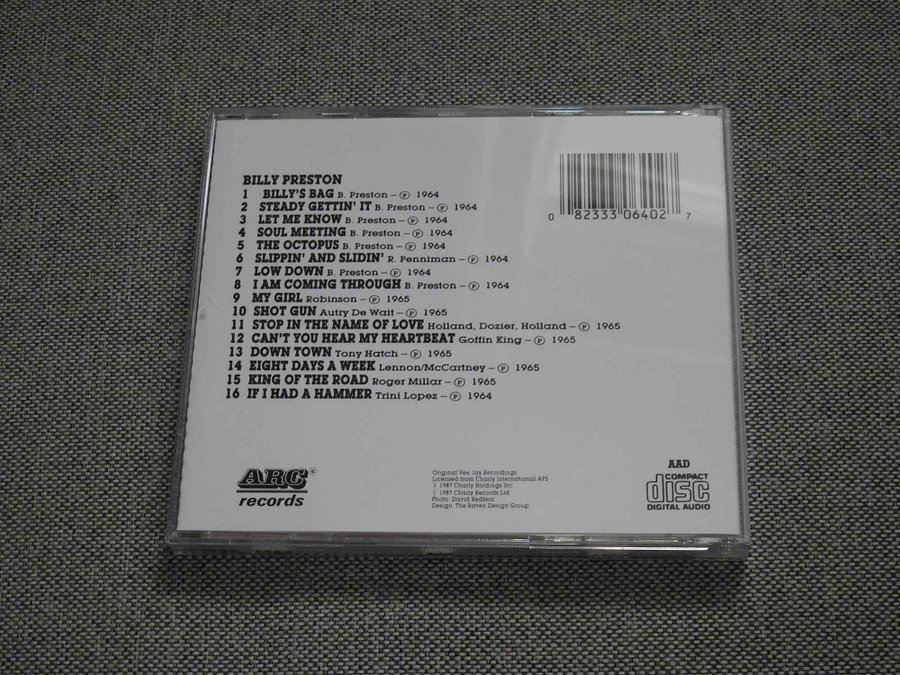 BILLY PRESTON
1 BILLY'S BAG B. Preston – ℗ 1964
2 STEADY GETTIN' IT B. Preston – ℗ 1964
3 LET ME KNOW B. Preston – ℗ 1964
4 SOUL MEETING B. Preston – ℗ 1964
5 THE OCTOPUS B. Preston – ℗ 1964
6 SLIPPIN' AND SLIDIN' R. Penniman – ℗ 1964
7 LOW DOWN B. Preston – ℗ 1964
8 I AM COMING THROUGH B. Preston – ℗ 1964
9 MY GIRL Robinson – ℗ 1965
10 SHOT GUN Autry De Wait – ℗ 1965
11 STOP IN THE NAME OF LOVE Holland, Dozier, Holland – ℗ 1965
12 CAN'T YOU HEAR MY HEARTBEAT Goffin King – ℗ 1965
13 DOWN TOWN Tony Hatch – ℗ 1965
14 EIGHT DAYS A WEEK Lennon/McCartney – ℗ 1965
15 KING OF THE ROAD Roger Millar – ℗ 1965
16 IF I HAD A HAMMER Trini Lopez – ℗ 1964
0 82333 06402 7
ARC ©
records
Original Vee Jay Recordings
Licensed from Charly International APS
℗ 1987 Charly Holdings Inc
© 1987 Charly Records Ltd
Photo: David Redfern
Design: The Raven Design Group
AAD
COMPACT
disc
DIGITAL AUDIO